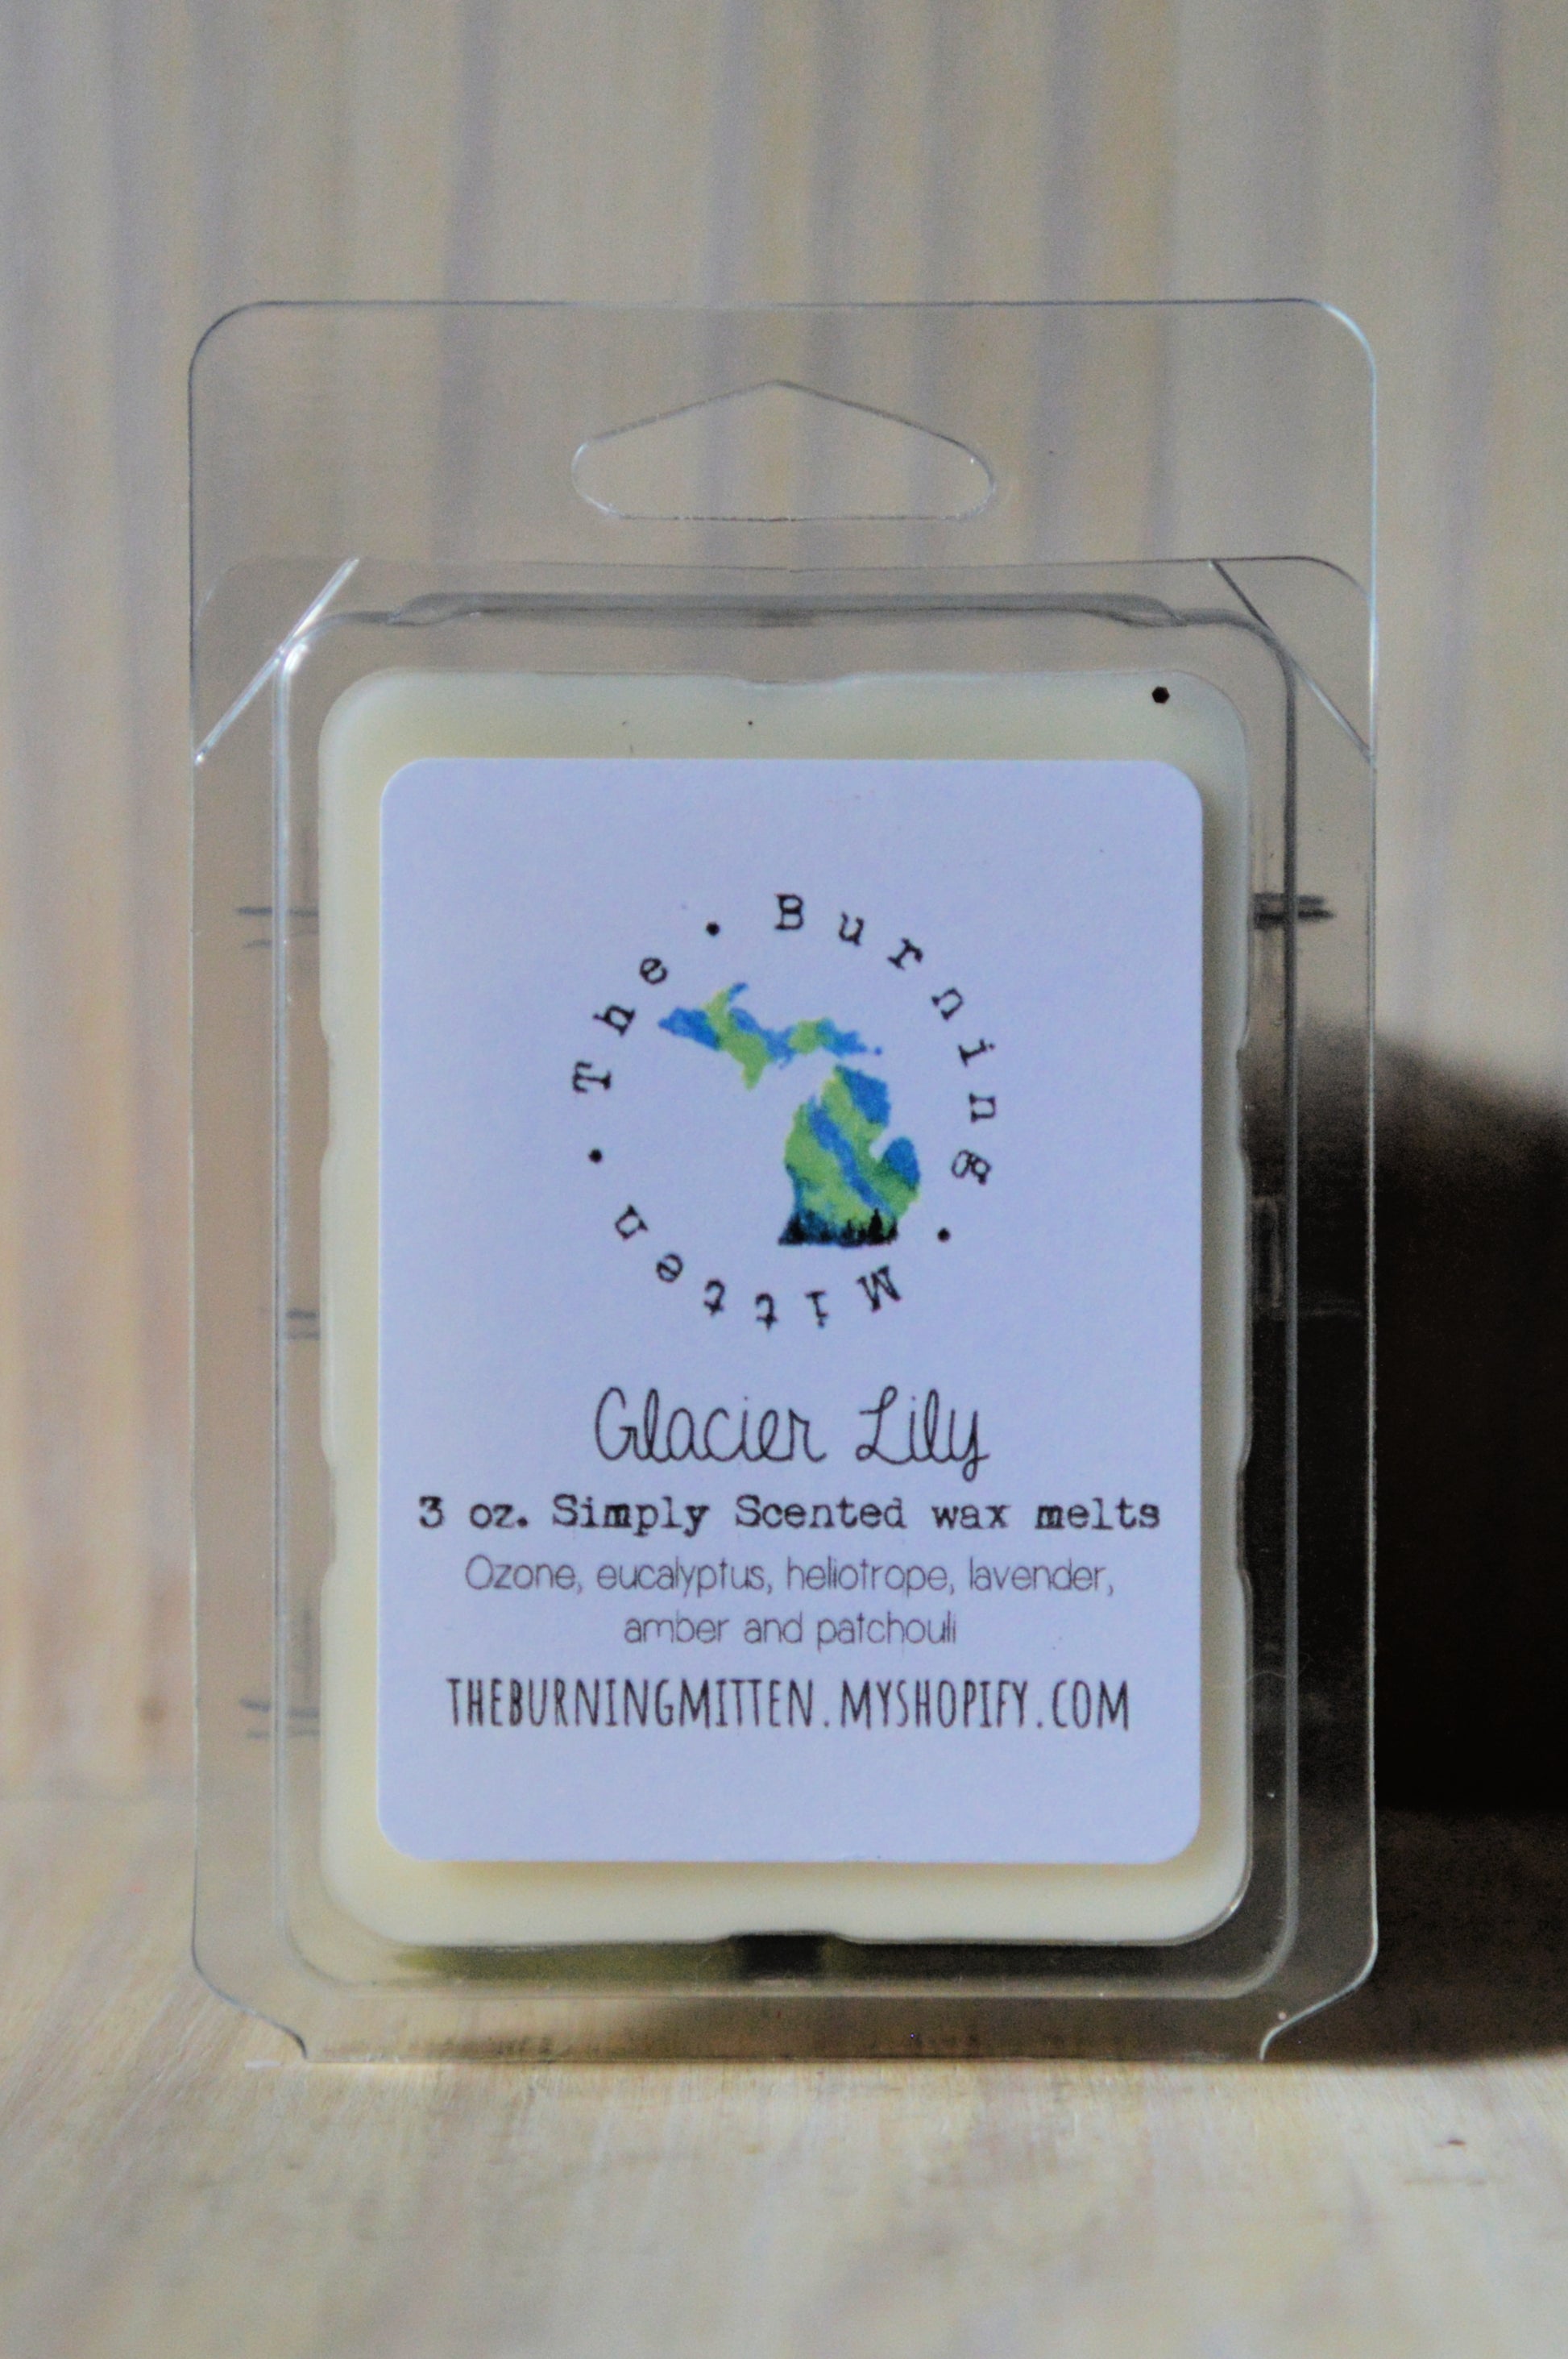 The • Burning • Mitten •
Glacier Lily
3 oz. Simply Scented wax melts
Ozone, eucalyptus, heliotrope, lavender,
amber and patchouli
THEBURNINGMITTEN.MYSHOPIFY.COM